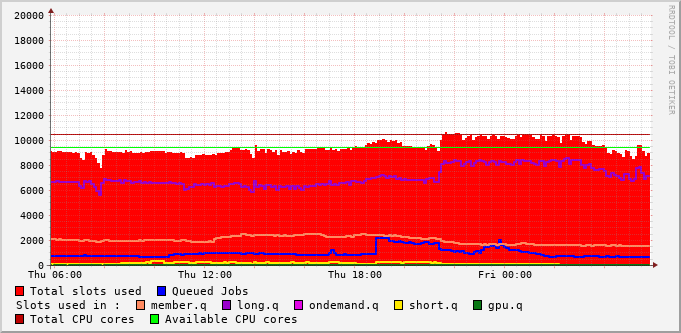 RRDTOOL / TOBI OETIKER
20000
18000
16000
14000
12000
10000
8000
6000
4000
2000
0
Thu 06:00 Thu 12:00 Thu 18:00 Fri 00:00
Total slots used Queued Jobs
Slots used in : member.q long.q ondemand.q short.q gpu.q
Total CPU cores Available CPU cores